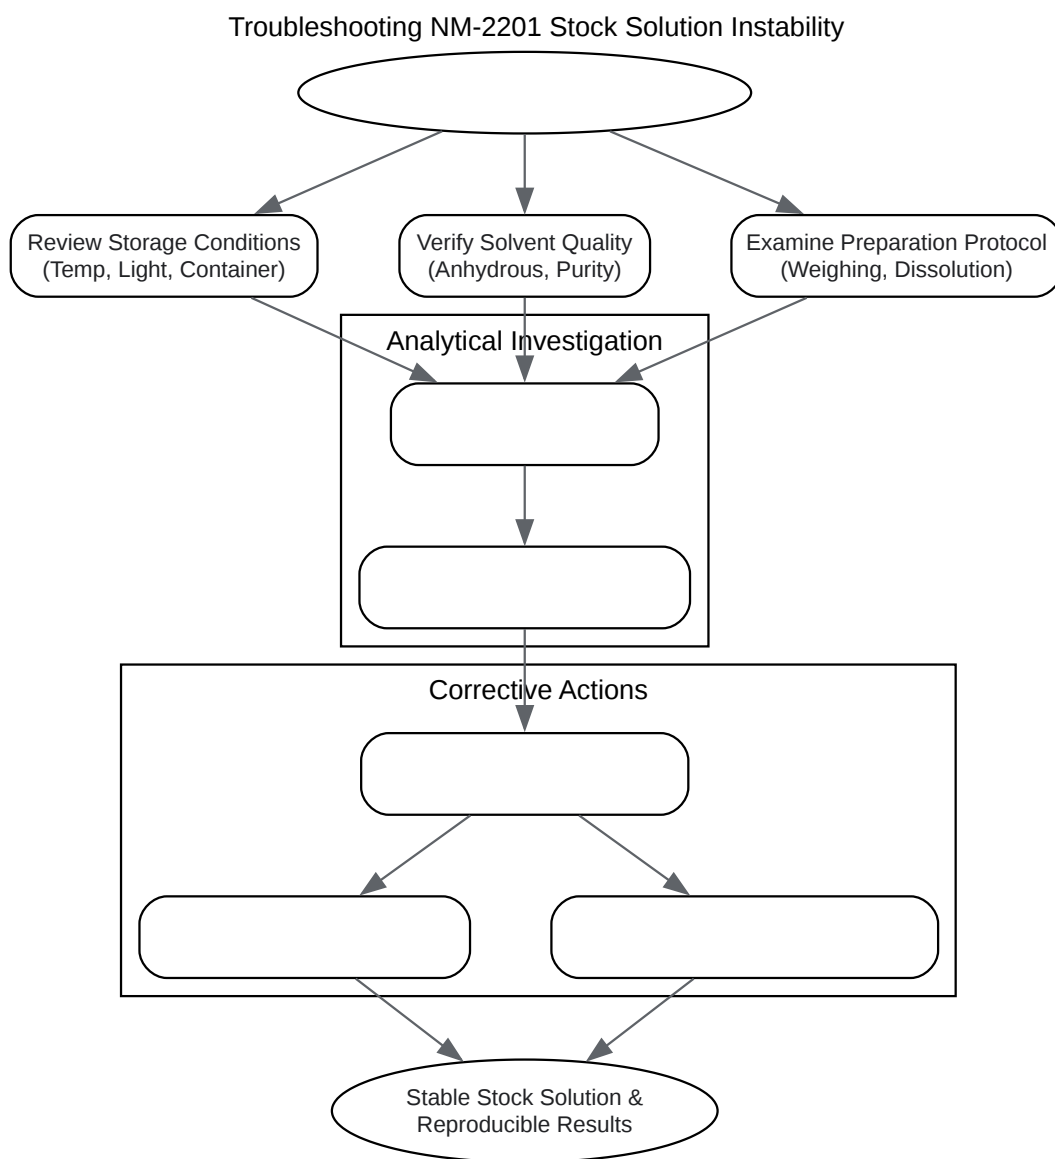 Troubleshooting NM-2201 Stock Solution Instability
Review Storage Conditions
(Temp, Light, Container)
Verify Solvent Quality
(Anhydrous, Purity)
Examine Preparation Protocol
(Weighing, Dissolution)
Analytical Investigation
Corrective Actions
Stable Stock Solution &
Reproducible Results